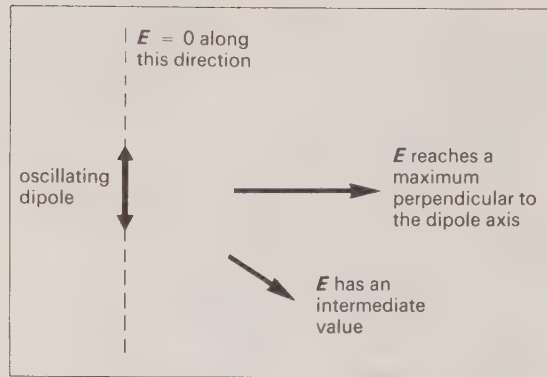 E = 0 along
this direction
oscillating
dipole
E reaches a
maximum
perpendicular to
the dipole axis
E has an
intermediate
value